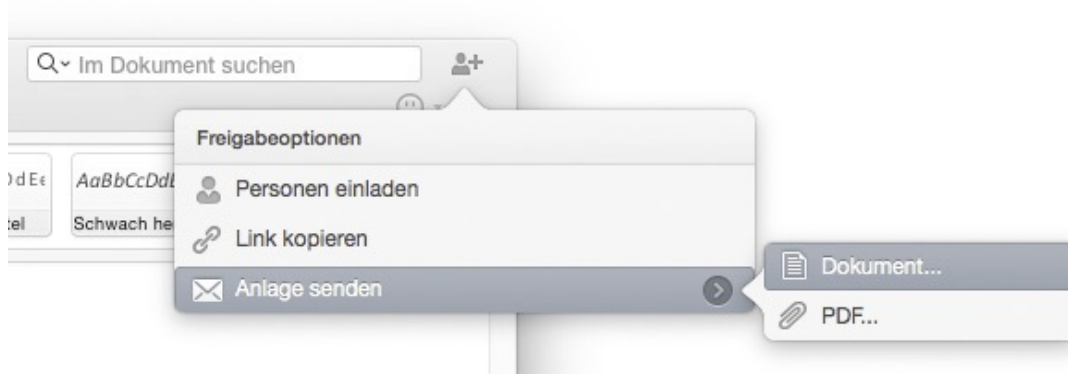 Im Dokument suchen
Freigabeoptionen
AaBbCcDdE
Schwach he
Personen einladen
Link kopieren
Anlage senden
Dokument...
PDF...